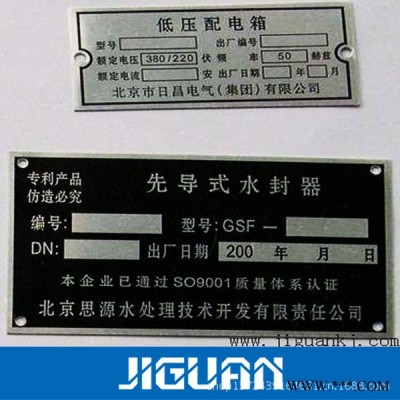 低压配电箱
型号 出厂编号
额定电压 380/220 伏 频率 50 赫兹
额定电流 安 出厂日期 年 月
北京市日昌电气(集团)有限公司
专利产品
仿造必究
先导式水封器
编号: 型号:GSF-
DN: 出厂日期 200 年 月 日
本企业已通过SO9001质量体系认证
北京思源水处理技术开发有限责任公司
www.jiguankj.com
JIGUAN